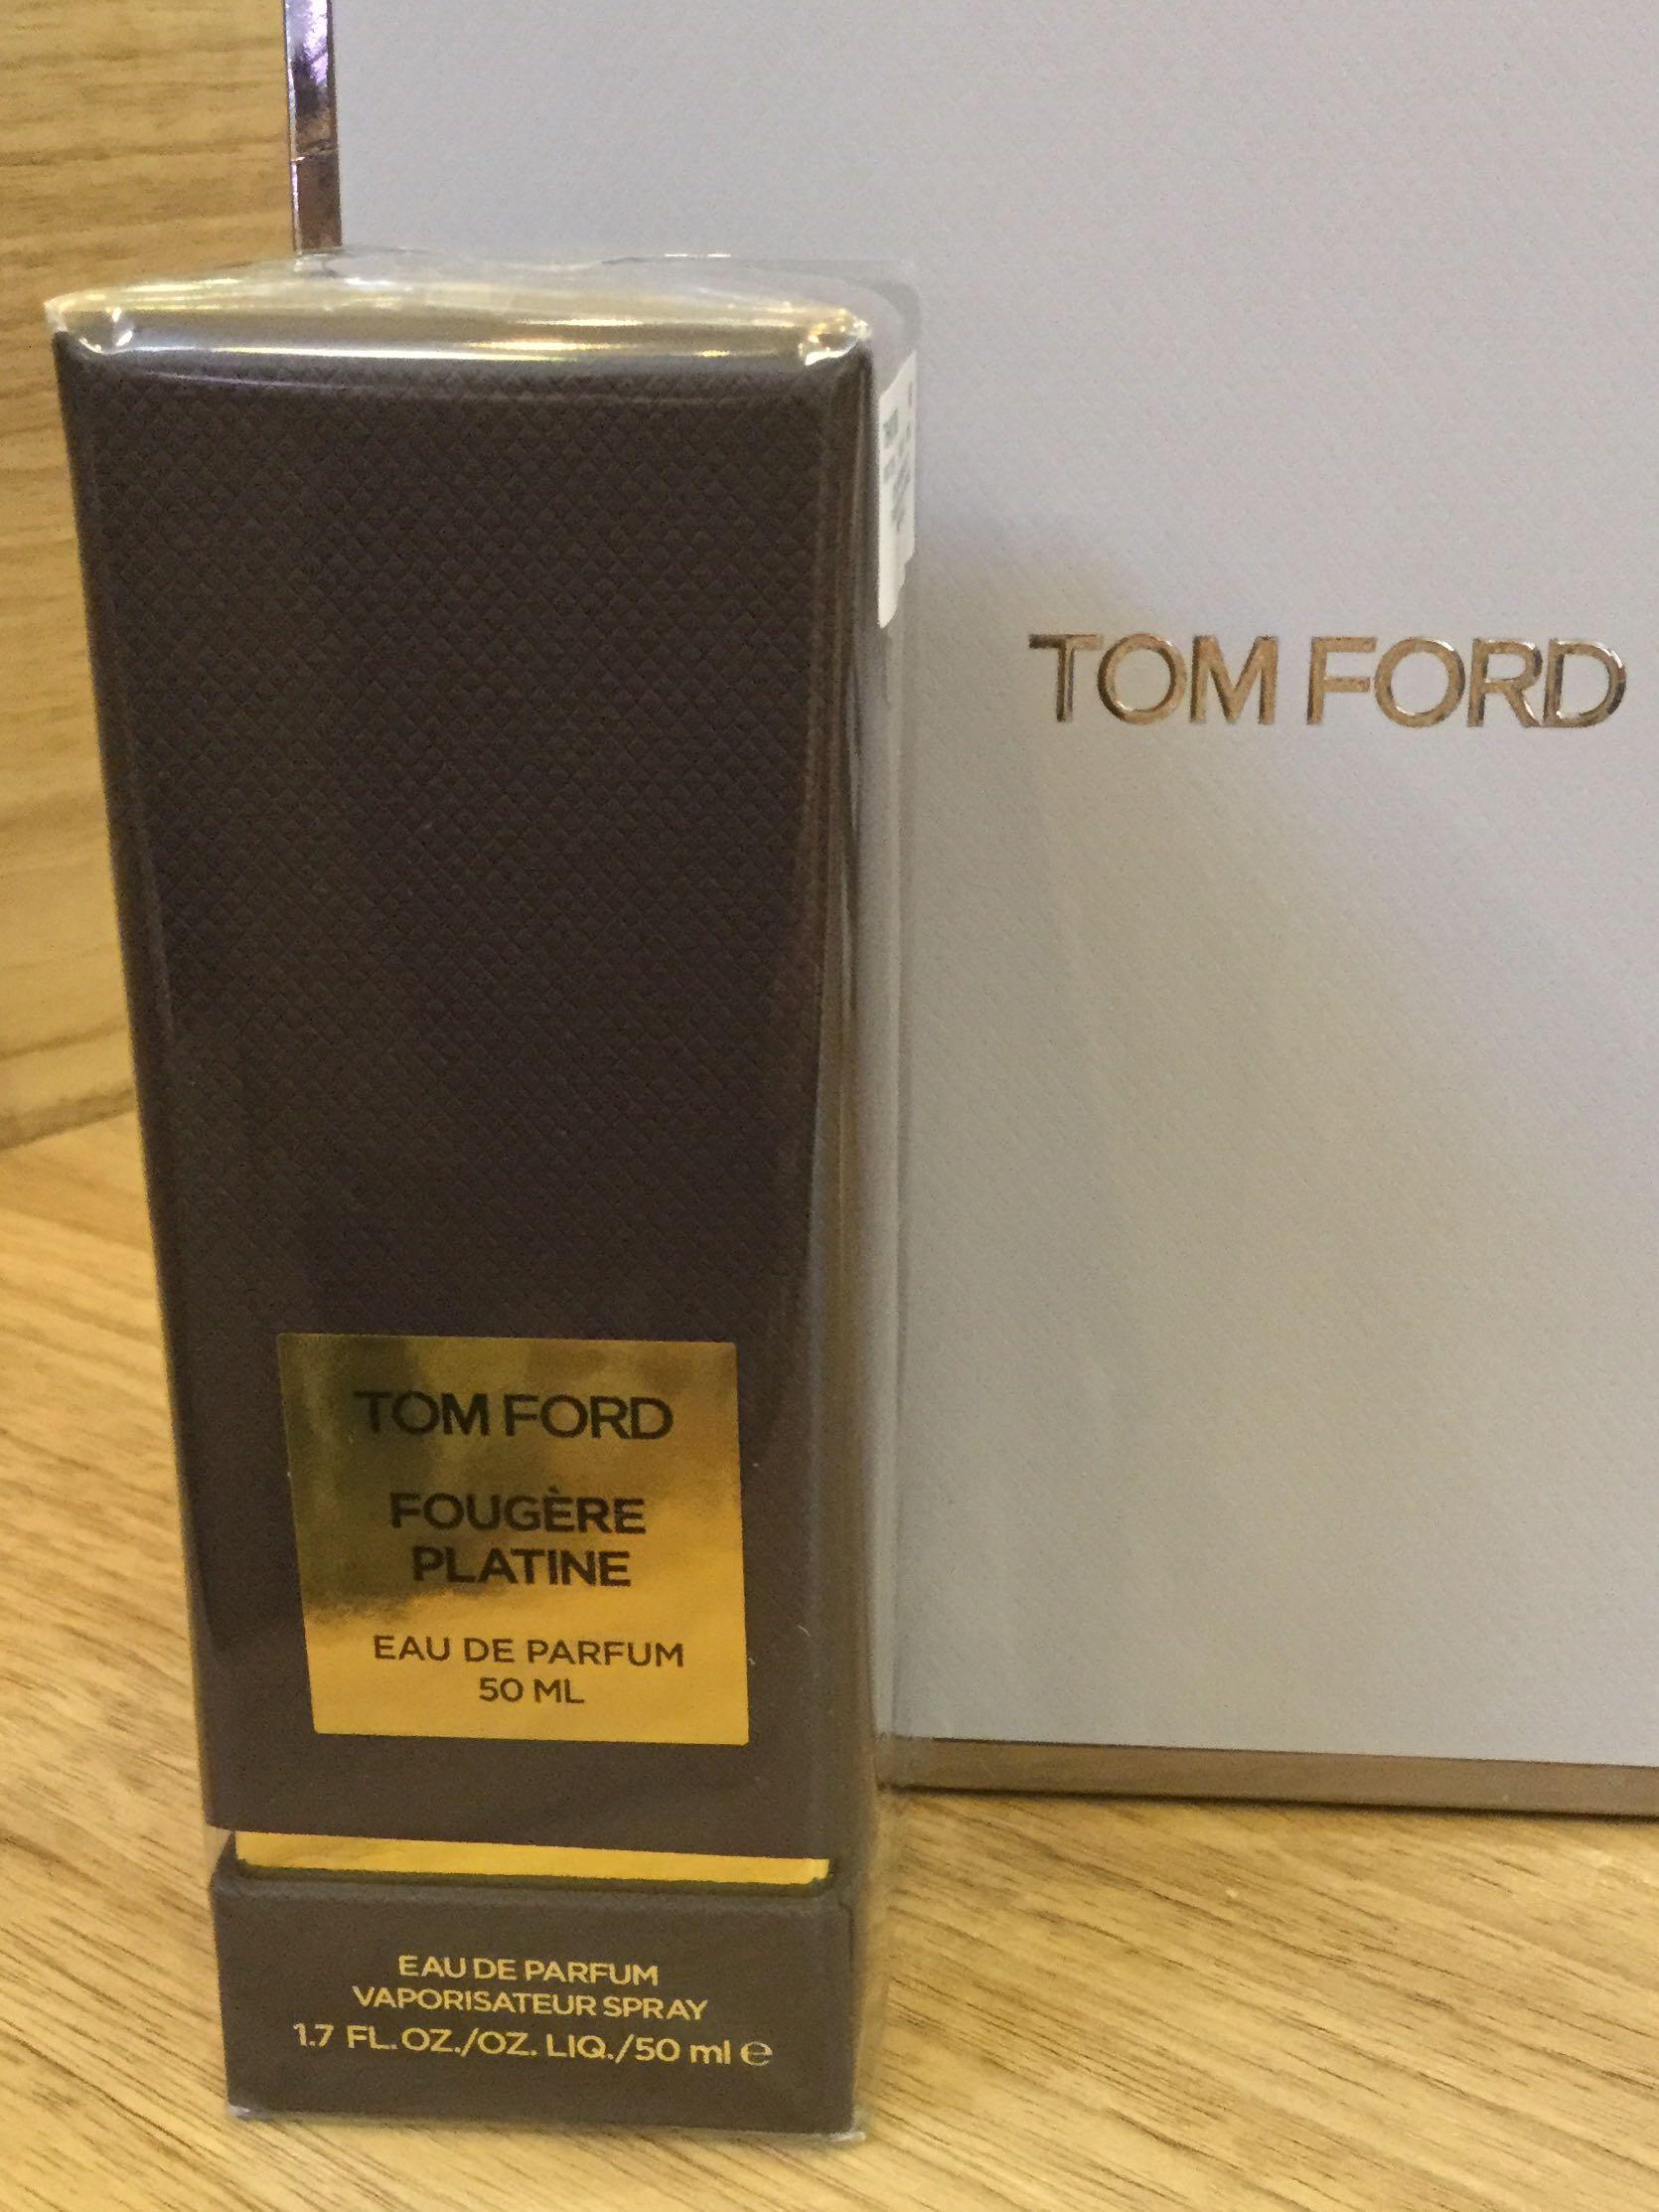 TOM FORD
TOM FORD
FOUGÈRE
PLATINE
EAU DE PARFUM
50 ML
EAU DE PARFUM
VAPORISATEUR SPRAY
1.7 FL.OZ./OZ. LIQ./50 ml e